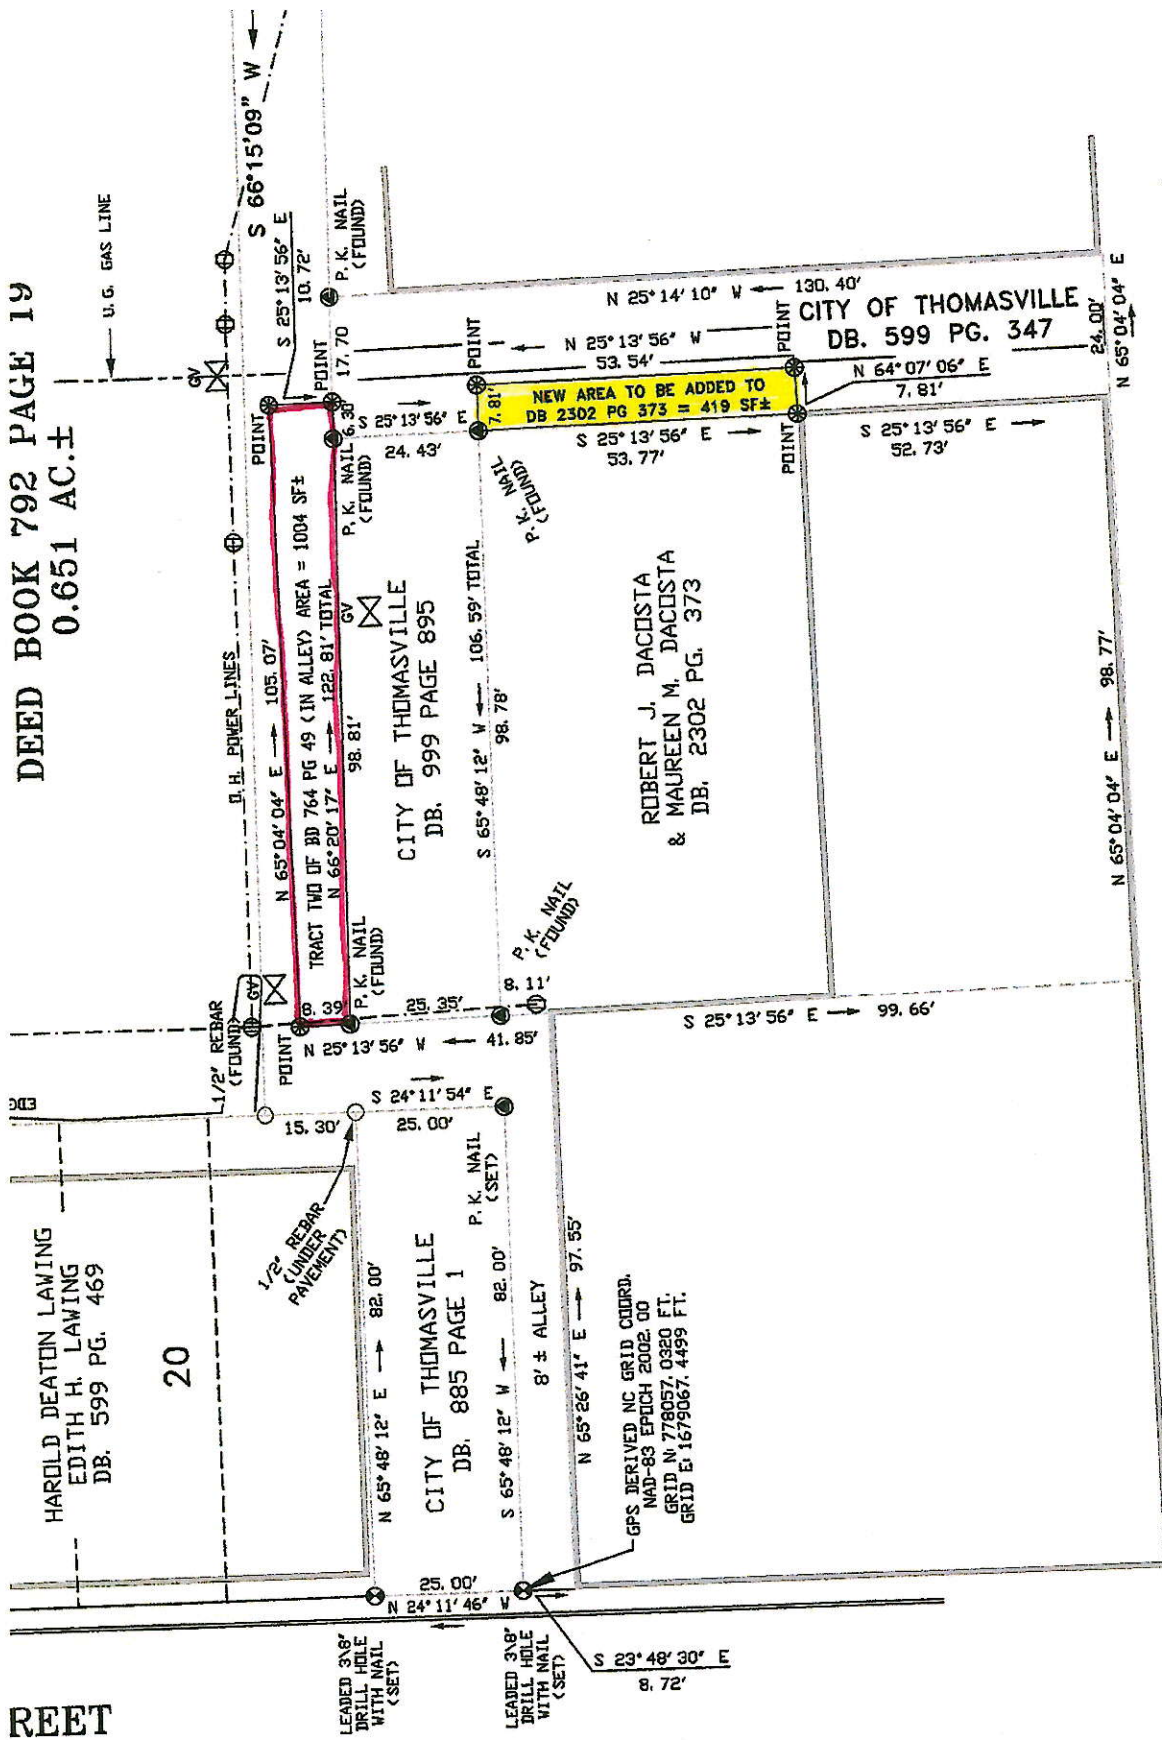 DEED BOOK 792 PAGE 19
0.651 AC.±
U.G. GAS LINE
S 66°15'09" W
S 25°13'56" E
10.72'
P.K. NAIL
(FOUND)
GV
POINT
POINT
17.70
6.30
O.H. POWER LINES
N 65°04'04" E 105.07'
TRACT TWO OF BD 764 PG 49 (IN ALLEY) AREA = 1004 SF±
N 66°20'17" E 122.81' TOTAL
98.81'
P.K. NAIL
(FOUND)
S 25°13'56" E
24.43'
GV
CITY OF THOMASVILLE
DB. 999 PAGE 895
N 25°14'10" W 130.40'
CITY OF THOMASVILLE
DB. 599 PG. 347
N 25°13'56" W
53.54'
POINT
POINT
7.81'
NEW AREA TO BE ADDED TO
DB 2302 PG 373 = 419 SF±
N 64°07'06" E
7.81'
24.00'
N 65°04'04" E
S 25°13'56" E
53.77'
POINT
S 25°13'56" E
52.73'
P.K. NAIL
(FOUND)
S 65°48'12" W 106.59' TOTAL
98.78'
ROBERT J. DACOSTA
& MAUREEN M. DACOSTA
DB. 2302 PG. 373
N 65°04'04" E 98.77'
1/2" REBAR
(FOUND)
GV
POINT
8.39'
P.K. NAIL
(FOUND)
25.35'
N 25°13'56" W 41.85'
8.11'
P.K. NAIL
(FOUND)
S 25°13'56" E 99.66'
S 24°11'54" E
15.30'
25.00'
P.K. NAIL
(SET)
1/2" REBAR
(UNDER
PAVEMENT)
HAROLD DEATON LAWING
EDITH H. LAWING
DB. 599 PG. 469
20
N 65°48'12" E 82.00'
CITY OF THOMASVILLE
DB. 885 PAGE 1
S 65°48'12" W 82.00'
8'± ALLEY
N 65°26'41" E 97.55'
GPS DERIVED NC GRID COORD.
NAD-83 EPOCH 2002.00
GRID N: 778057.0320 FT.
GRID E: 1679067.4499 FT.
25.00'
N 24°11'46" W
LEADED 3\8"
DRILL HOLE
WITH NAIL
(SET)
LEADED 3\8"
DRILL HOLE
WITH NAIL
(SET)
S 23°48'30" E
8.72'
REET